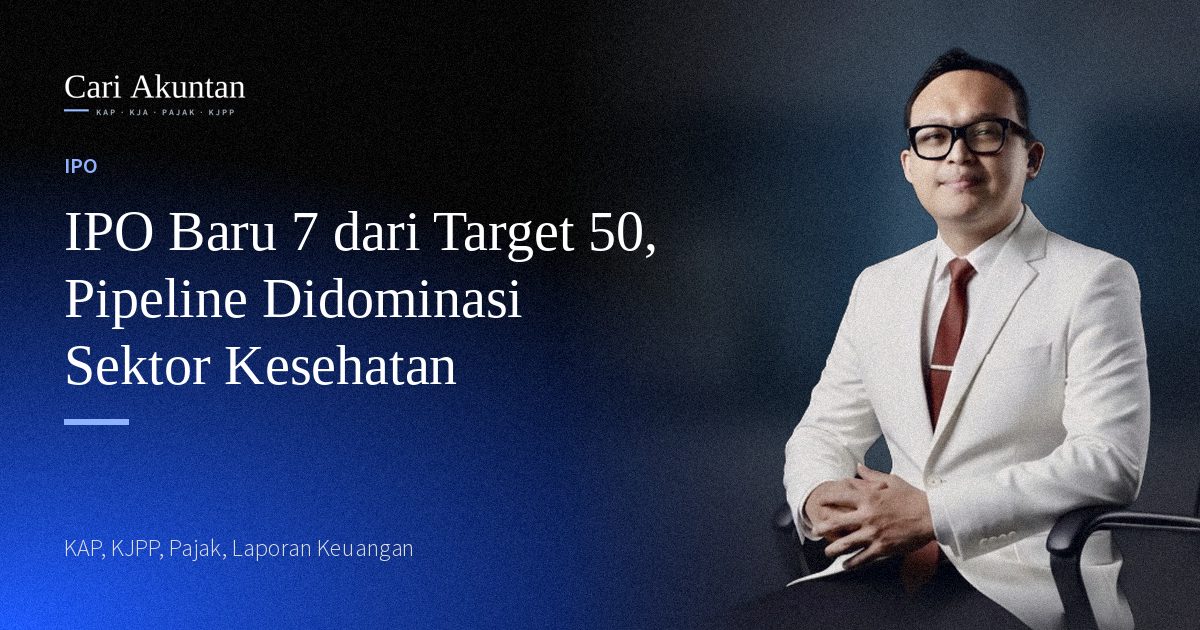 Cari Akuntan
KAP · KJA · PAJAK · KJPP
IPO
IPO Baru 7 dari Target 50,
Pipeline Didominasi
Sektor Kesehatan
KAP, KJPP, Pajak, Laporan Keuangan